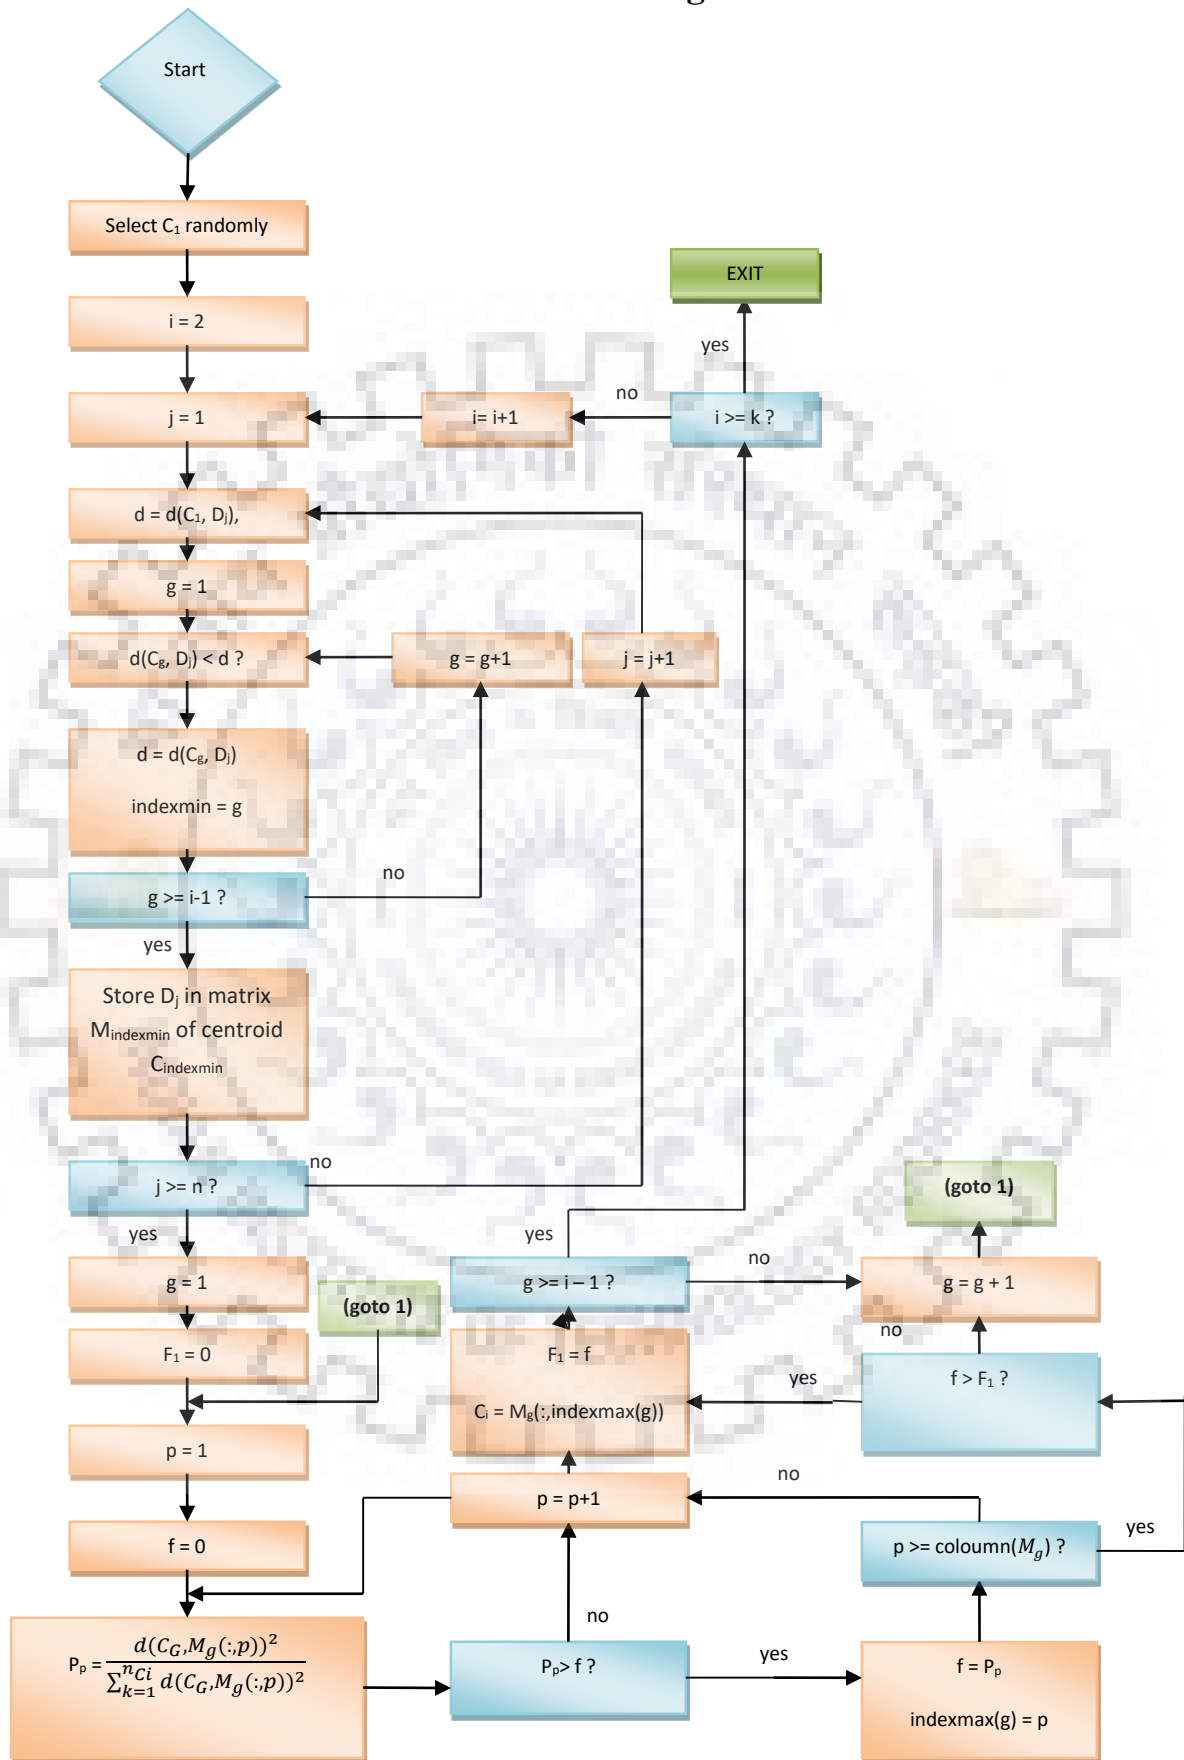 g
Start
Select C₁ randomly
EXIT
i = 2
yes
no
j = 1
i= i+1
i >= k ?
d = d(C₁, Dⱼ),
g = 1
d(Cg, Dⱼ) < d ?
g = g+1
j = j+1
d = d(Cg, Dⱼ)
indexmin = g
no
g >= i-1 ?
yes
Store Dⱼ in matrix
Mindexmin of centroid
Cindexmin
no
j >= n ?
(goto 1)
yes
yes
no
g = 1
g >= i – 1 ?
g = g + 1
(goto 1)
no
F₁ = 0
F₁ = f
f > F₁ ?
yes
Cᵢ = Mg(:,indexmax(g))
p = 1
no
p = p+1
yes
f = 0
p >= coloumn(Mg) ?
no
Pp = d(CG,Mg(:,p))² / ∑ₖ₌₁ⁿCi d(CG,Mg(:,p))²
Pp> f ?
yes
f = Pp
indexmax(g) = p